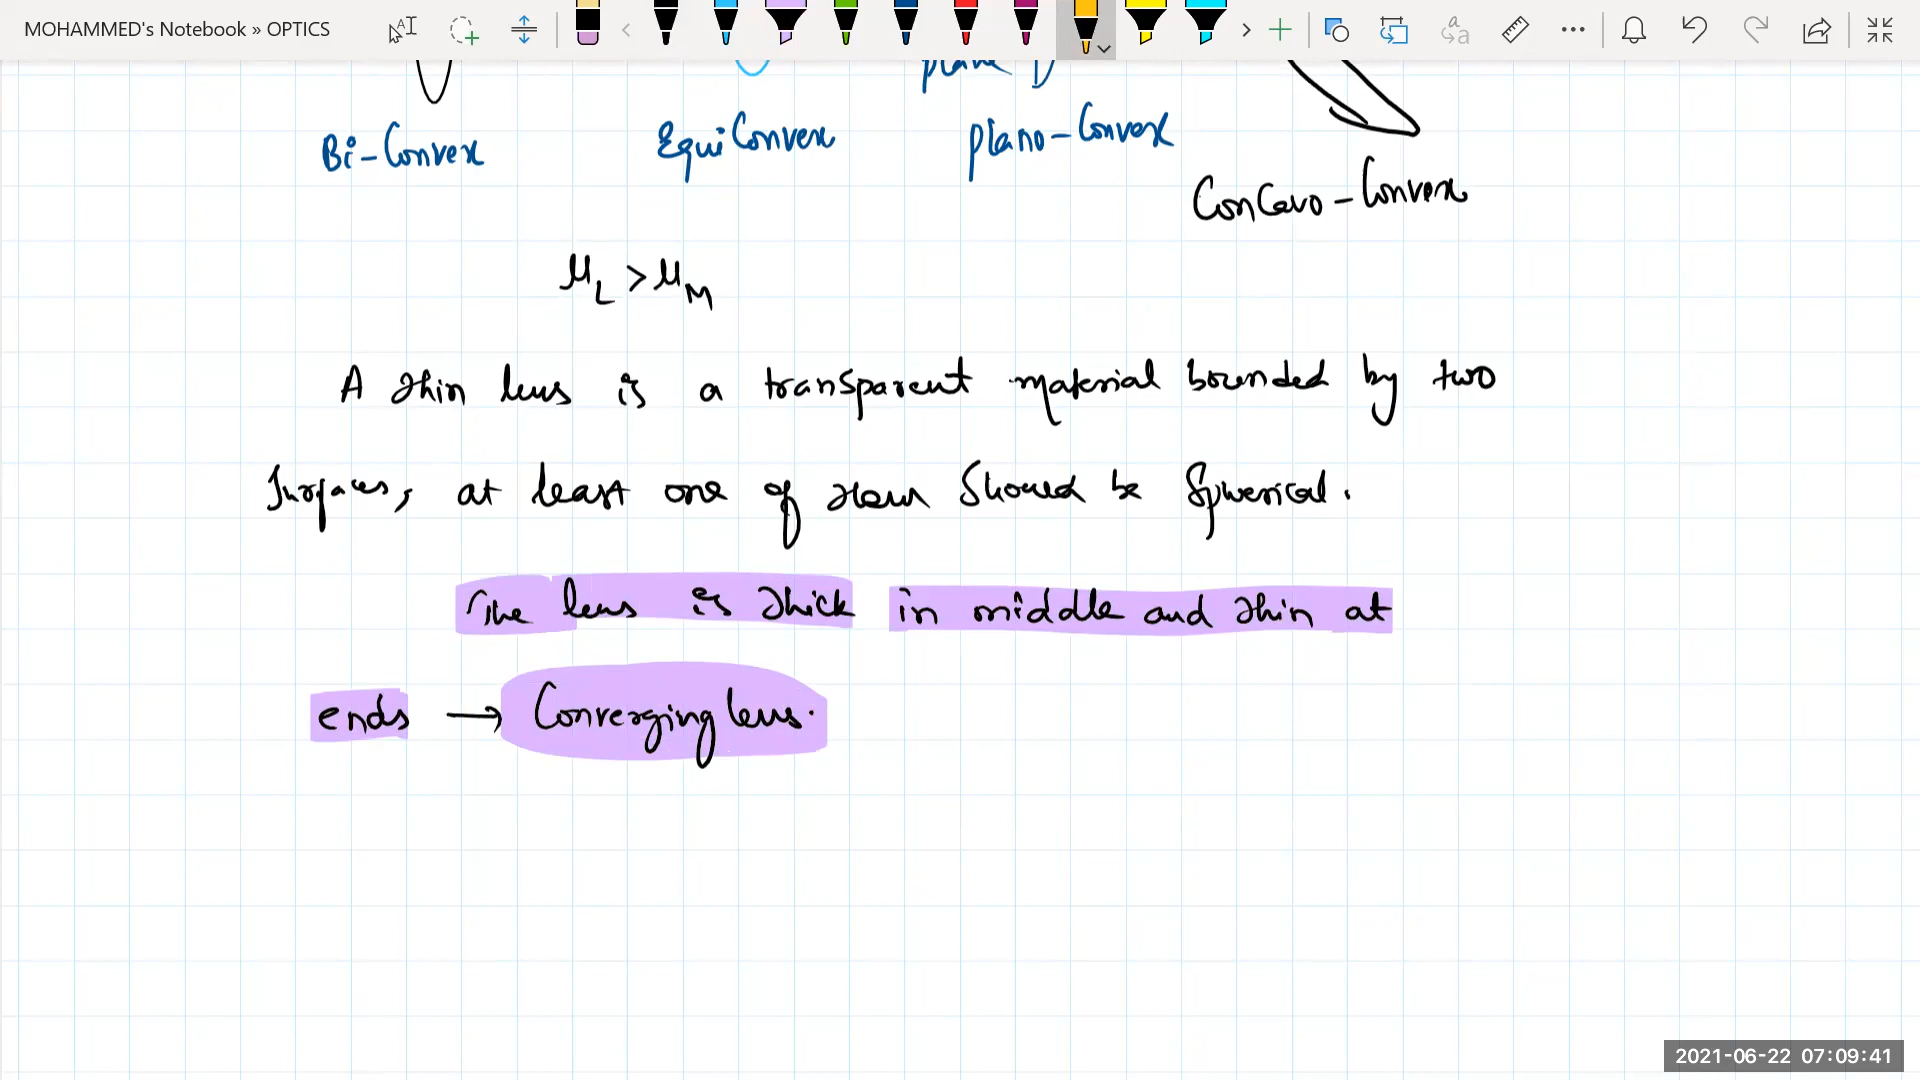 MOHAMMED's Notebook » OPTICS
plane
Bi-Convex
EquiConvex
Plano-Convex
ConCavo-Convex
μL > μM
A thin lens is a transparent material bounded by two
Surfaces, at least one of them Should be Spherical.
The lens is thick in middle and thin at
ends → Converging lens.
2021-06-22 07:09:41